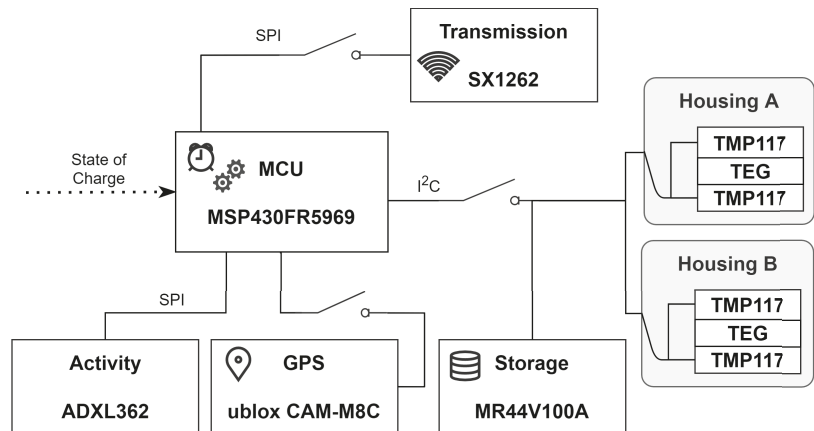 SPI
Transmission
SX1262
Housing A
TMP117
TEG
TMP117
State of
Charge
MCU
MSP430FR5969
I²C
Housing B
TMP117
TEG
TMP117
SPI
Activity
ADXL362
GPS
ublox CAM-M8C
Storage
MR44V100A